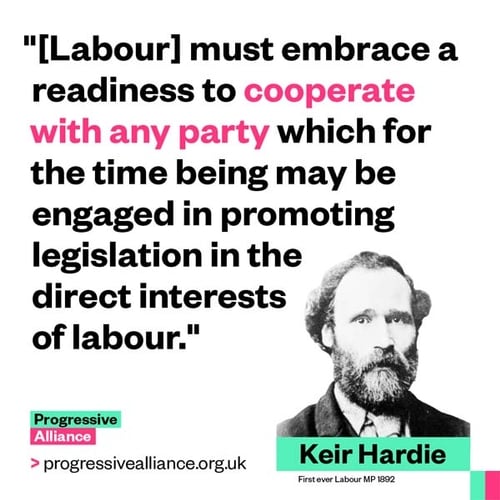 "[Labour] must embrace a
readiness to cooperate
with any party which for
the time being may be
engaged in promoting
legislation in the
direct interests
of labour."
Progressive
Alliance
> progressivealliance.org.uk
Keir Hardie
First ever Labour MP 1892